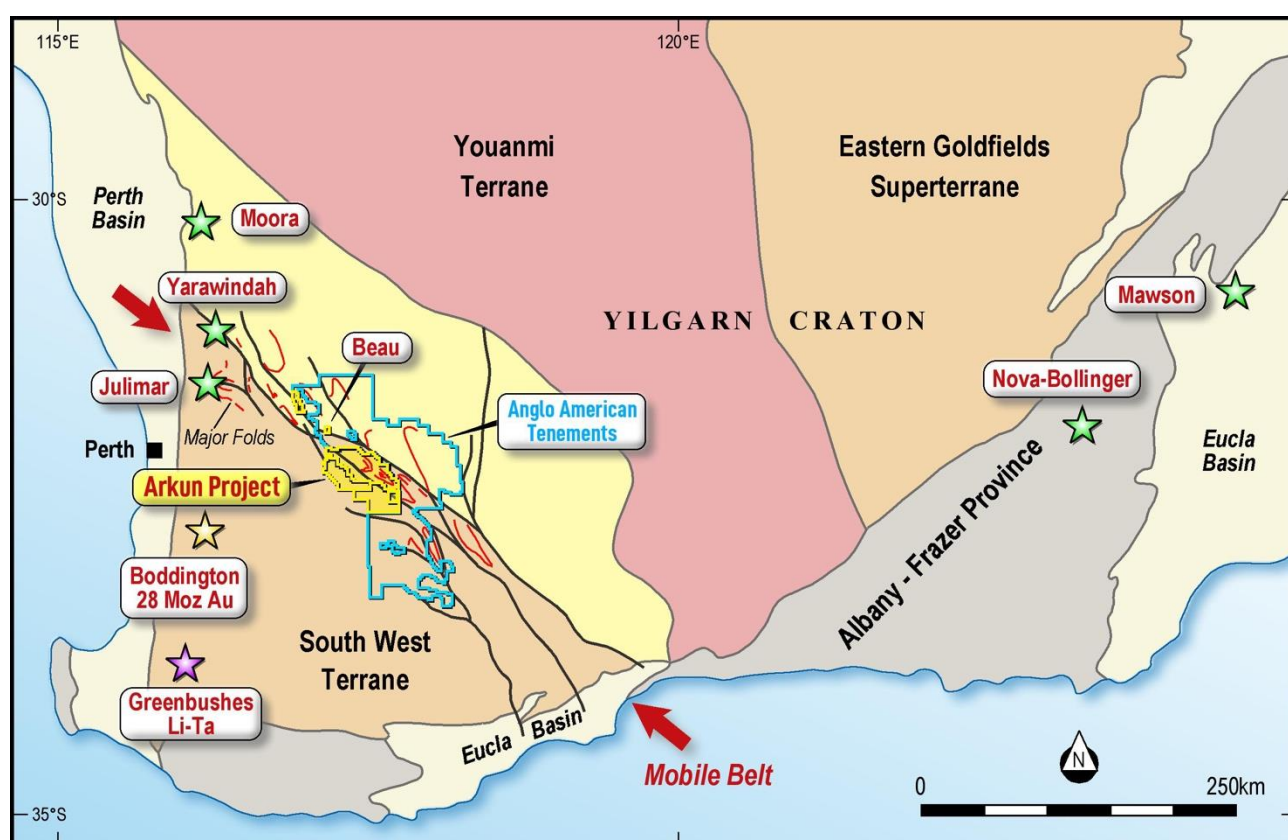 115°E
120°E
Youanmi
Terrane
Eastern Goldfields
Superterrane
30°S
Perth
Basin
Moora
Yarawindah
Mawson
YILGARN CRATON
Beau
Julimar
Nova-Bollinger
Anglo American
Tenements
Major Folds
Perth
Eucla
Basin
Arkun Project
Albany - Frazer Province
Boddington
28 Moz Au
South West
Terrane
Greenbushes
Li-Ta
Eucla Basin
Mobile Belt
N
0 250km
35°S